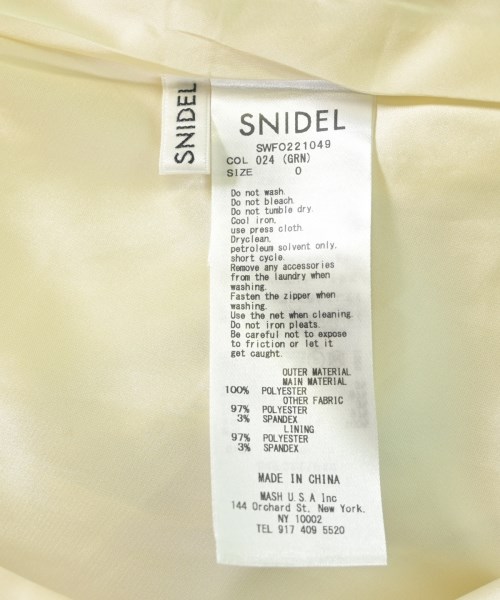 SNIDEL
SNIDEL
SWFO221049
COL 024 (GRN)
SIZE 0
Do not wash.
Do not bleach.
Do not tumble dry.
Cool iron,
use press cloth.
Dryclean,
petroleum solvent only,
short cycle.
Remove any accessories
from the laundry when
washing.
Fasten the zipper when
washing.
Use the net when cleaning.
Do not iron pleats.
Be careful not to expose
to friction or let it
get caught.
OUTER MATERIAL
MAIN MATERIAL
100% POLYESTER
OTHER FABRIC
97% POLYESTER
3% SPANDEX
LINING
97% POLYESTER
3% SPANDEX
MADE IN CHINA
MASH U.S.A Inc
144 Orchard St. New York.
NY 10002
TEL 917 409 5520